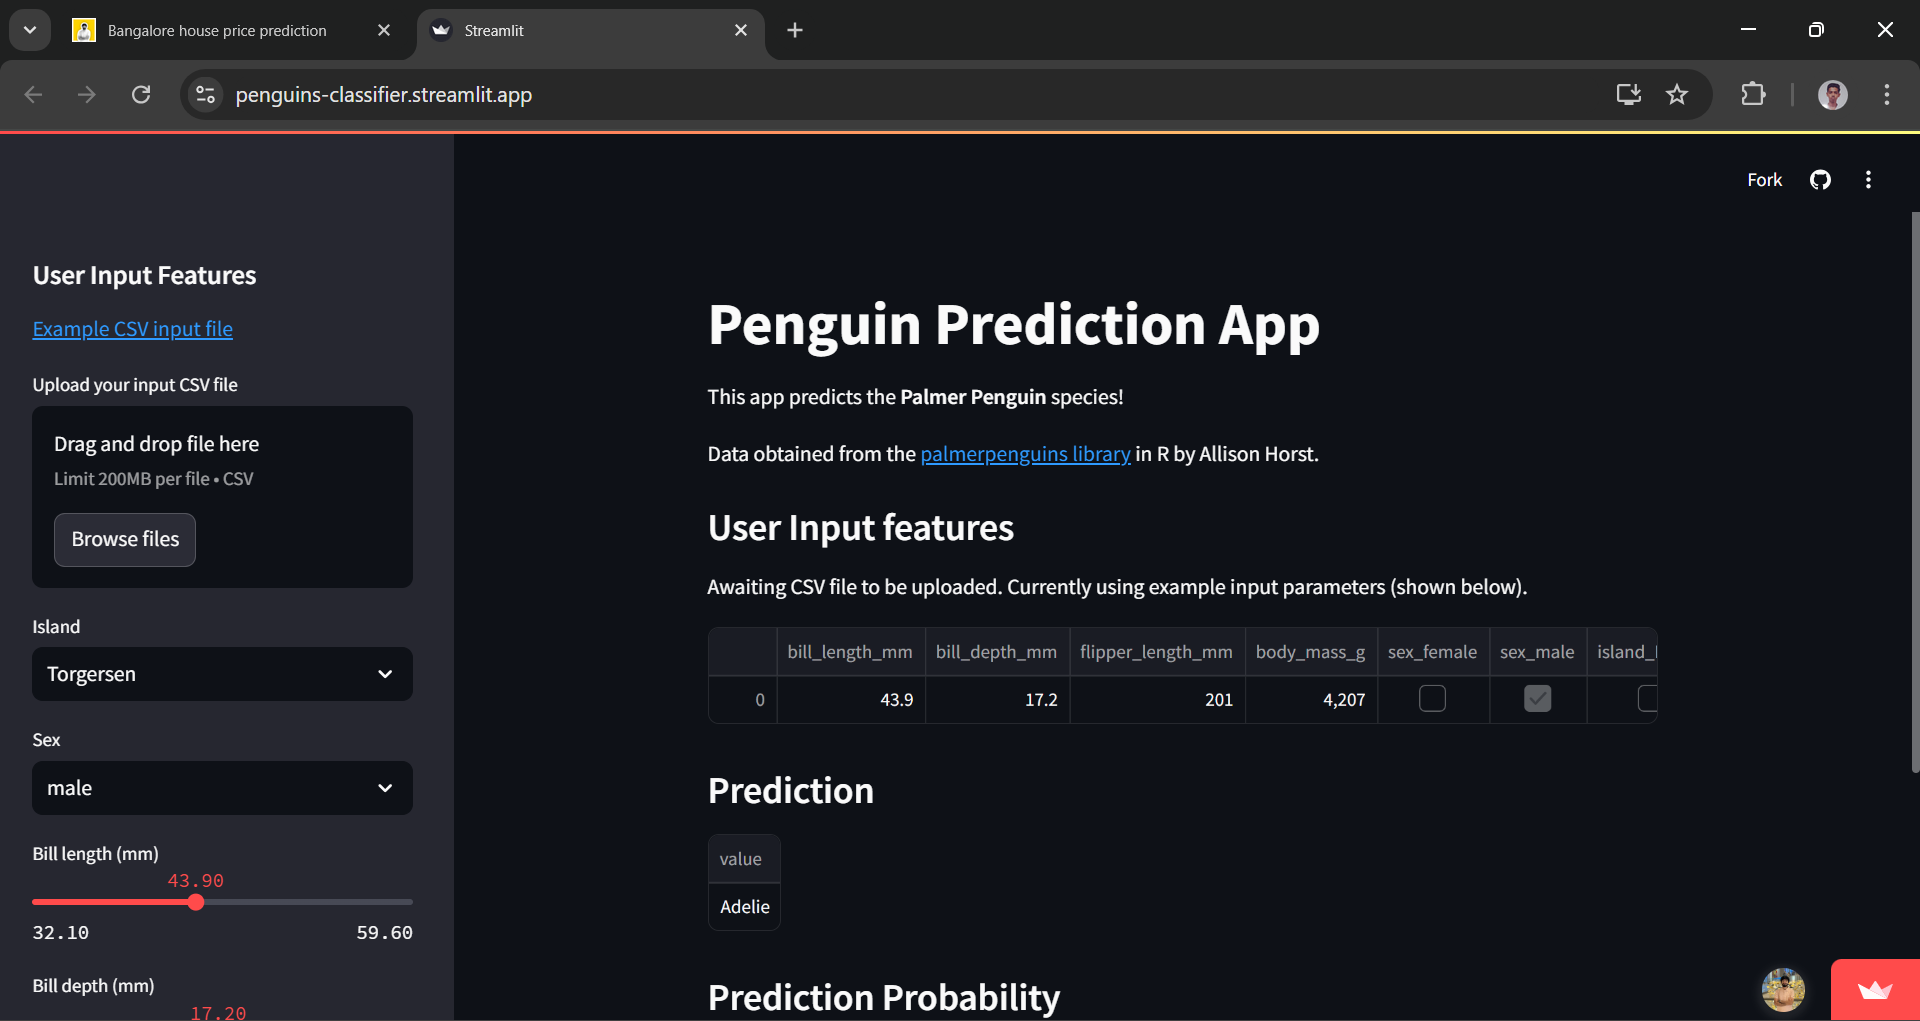 Bangalore house price prediction
Streamlit
penguins-classifier.streamlit.app
Fork
User Input Features
Example CSV input file
Upload your input CSV file
Drag and drop file here
Limit 200MB per file • CSV
Browse files
Island
Torgersen
Sex
male
Bill length (mm)
43.90
32.10 59.60
Bill depth (mm)
17.20
Penguin Prediction App
This app predicts the Palmer Penguin species!
Data obtained from the palmerpenguins library in R by Allison Horst.
User Input features
Awaiting CSV file to be uploaded. Currently using example input parameters (shown below).
bill_length_mm bill_depth_mm flipper_length_mm body_mass_g sex_female sex_male island_
0 43.9 17.2 201 4,207
Prediction
value
Adelie
Prediction Probability